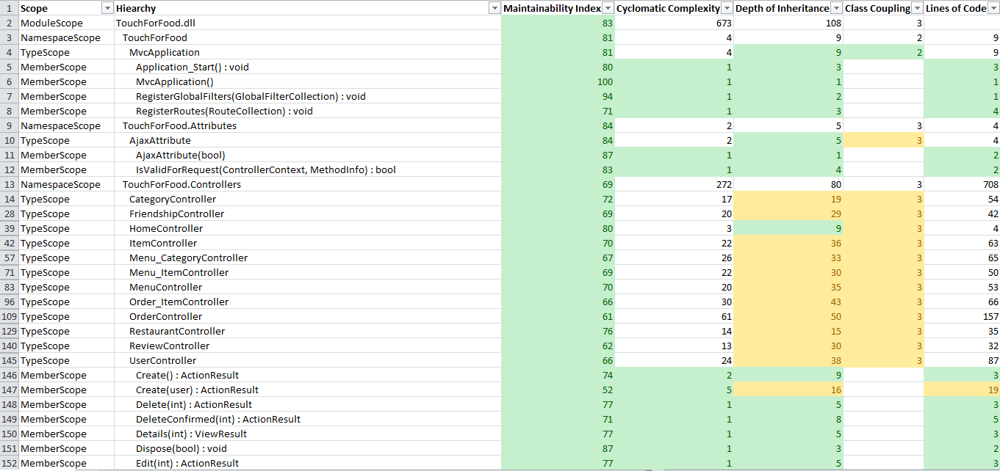 1 Scope Hiearchy Maintainability Index Cyclomatic Complexity Depth of Inheritance Class Coupling Lines of Code
2 ModuleScope TouchForFood.dll 83 673 108 3
3 NamespaceScope TouchForFood 81 4 9 2 9
4 TypeScope MvcApplication 81 4 9 2 9
5 MemberScope Application_Start() : void 80 1 3 3
6 MemberScope MvcApplication() 100 1 1 1
7 MemberScope RegisterGlobalFilters(GlobalFilterCollection) : void 94 1 2 1
8 MemberScope RegisterRoutes(RouteCollection) : void 71 1 3 4
9 NamespaceScope TouchForFood.Attributes 84 2 5 3 4
10 TypeScope AjaxAttribute 84 2 5 3 4
11 MemberScope AjaxAttribute(bool) 87 1 1 2
12 MemberScope IsValidForRequest(ControllerContext, MethodInfo) : bool 83 1 4 2
13 NamespaceScope TouchForFood.Controllers 69 272 80 3 708
14 TypeScope CategoryController 72 17 19 3 54
28 TypeScope FriendshipController 69 20 29 3 42
39 TypeScope HomeController 80 3 9 3 4
42 TypeScope ItemController 70 22 36 3 63
57 TypeScope Menu_CategoryController 67 26 33 3 65
71 TypeScope Menu_ItemController 69 22 30 3 50
83 TypeScope MenuController 70 20 35 3 53
96 TypeScope Order_ItemController 66 30 43 3 66
109 TypeScope OrderController 61 61 50 3 157
129 TypeScope RestaurantController 76 14 15 3 35
140 TypeScope ReviewController 62 13 30 3 32
145 TypeScope UserController 66 24 38 3 87
146 MemberScope Create() : ActionResult 74 2 9 3
147 MemberScope Create(user) : ActionResult 52 5 16 19
148 MemberScope Delete(int) : ActionResult 77 1 5 3
149 MemberScope DeleteConfirmed(int) : ActionResult 71 1 8 5
150 MemberScope Details(int) : ViewResult 77 1 5 3
151 MemberScope Dispose(bool) : void 87 1 3 2
152 MemberScope Edit(int) : ActionResult 77 1 5 3